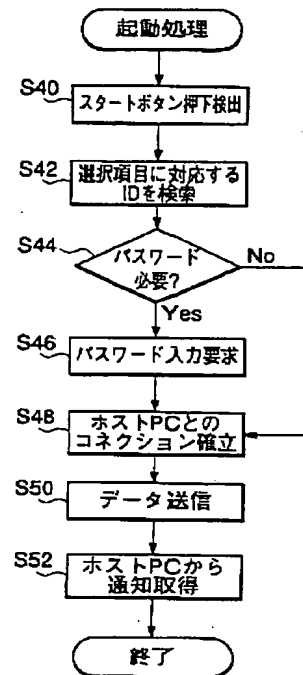 起動処理
S40
スタートボタン押下検出
S42
選択項目に対応する
IDを検索
S44
パスワード
必要?
No
Yes
S46
パスワード入力要求
S48
ホストPCとの
コネクション確立
S50
データ送信
S52
ホストPCから
通知取得
終了